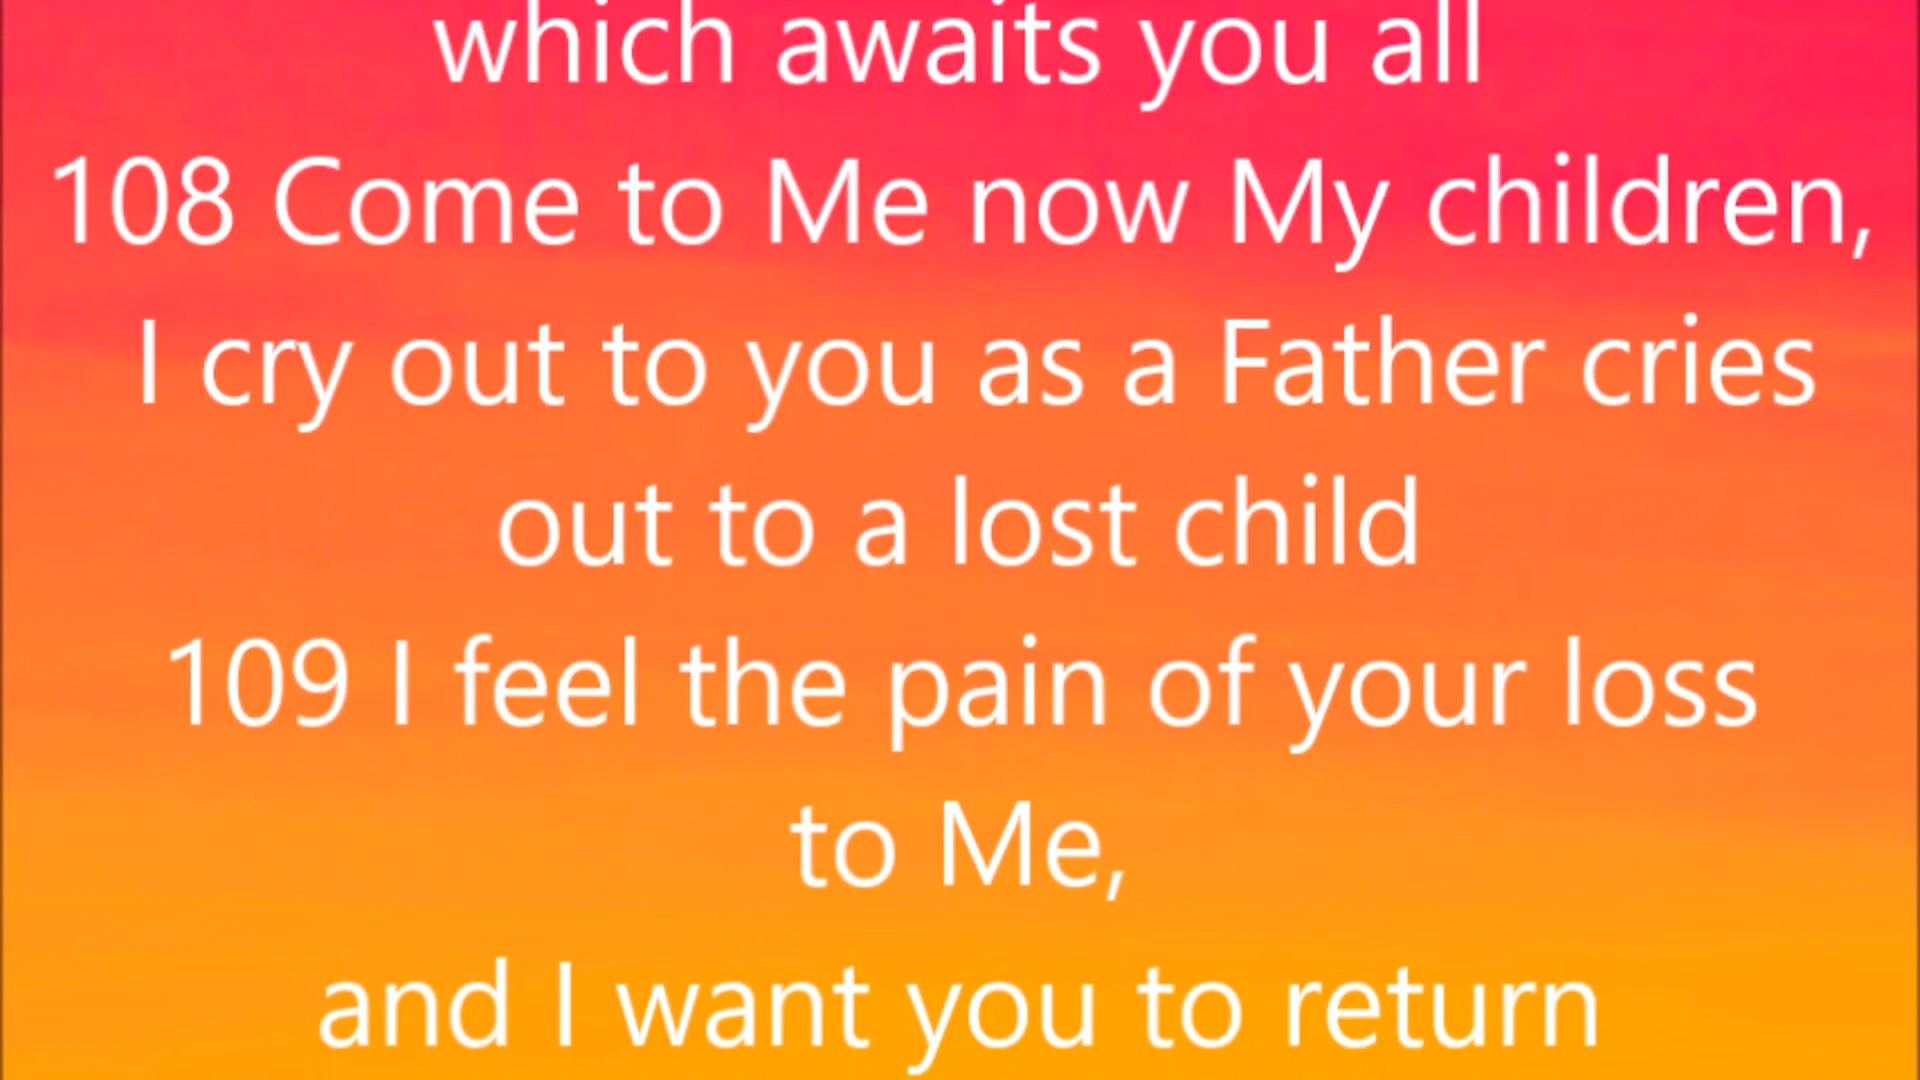 which awaits you all
108 Come to Me now My children,
I cry out to you as a Father cries
out to a lost child
109 I feel the pain of your loss
to Me,
and I want you to return